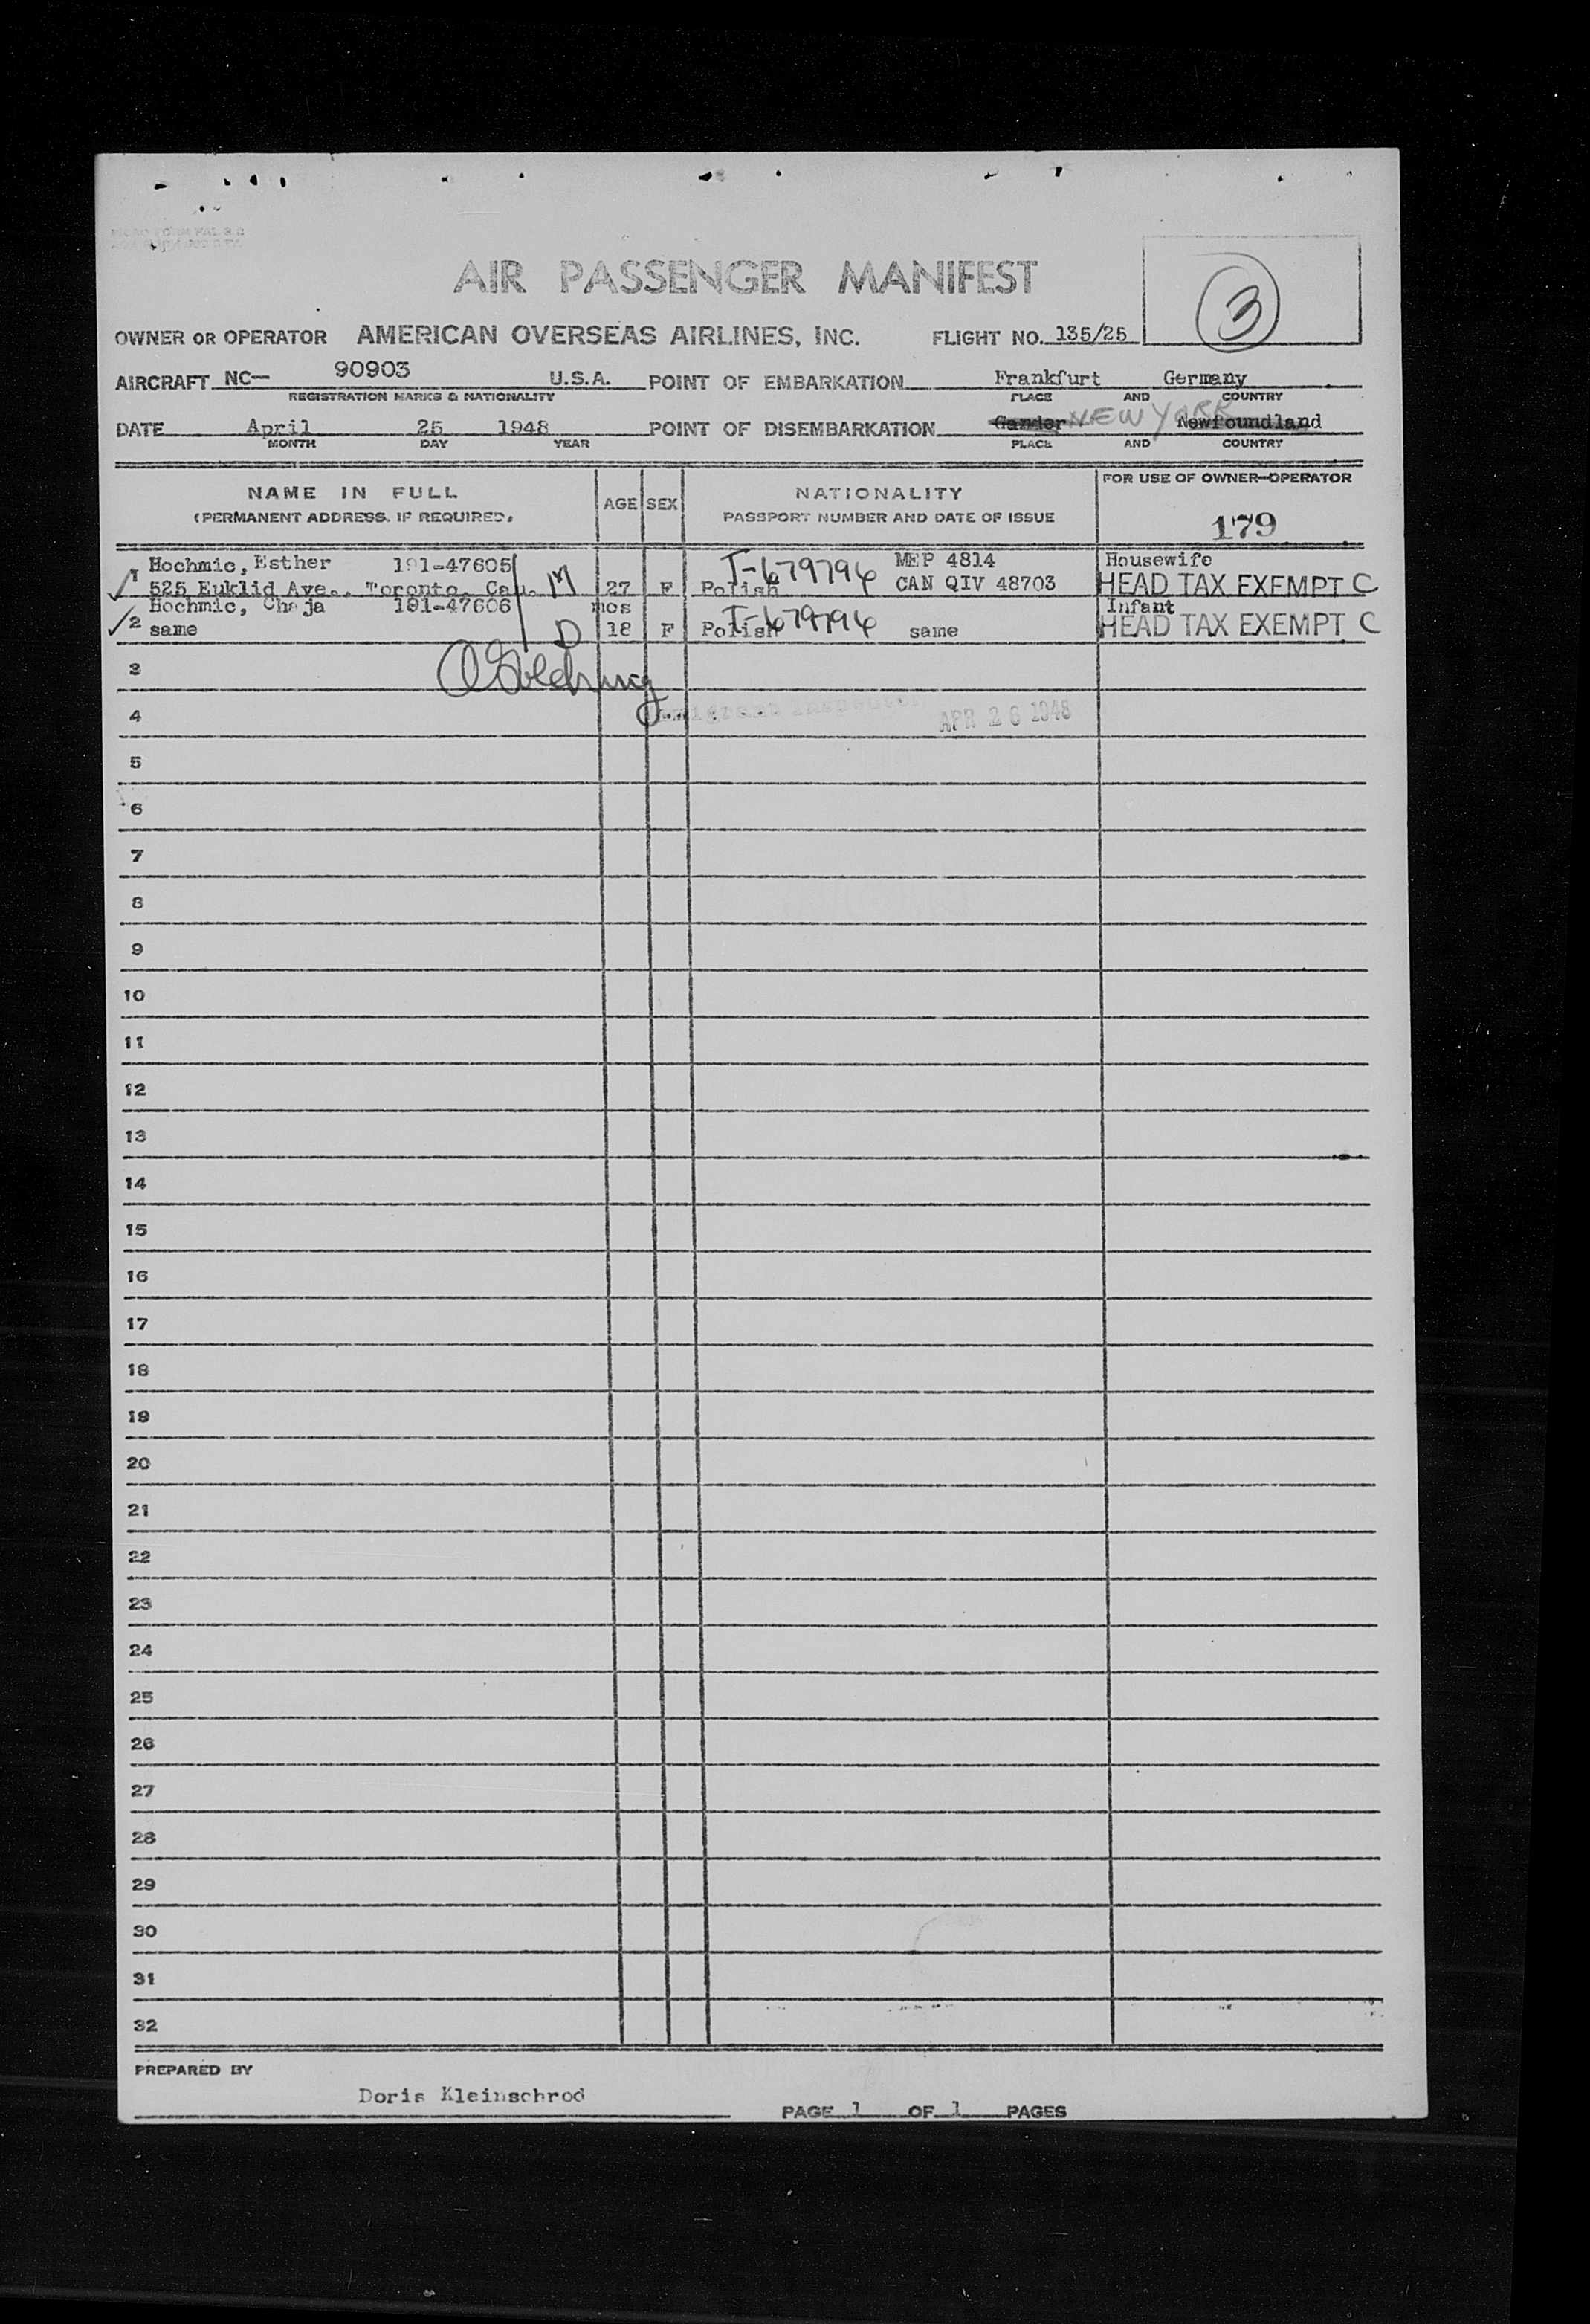 AIR PASSENGER MANIFEST
3
OWNER OR OPERATOR AMERICAN OVERSEAS AIRLINES, INC. FLIGHT NO. 135/25
AIRCRAFT NC— 90903 U.S.A. POINT OF EMBARKATION Frankfurt Germany
REGISTRATION MARKS & NATIONALITY PLACE AND COUNTRY
DATE April 25 1948 POINT OF DISEMBARKATION Gander NEW YORK Newfoundland
MONTH DAY YEAR PLACE AND COUNTRY
NAME IN FULL AGE SEX NATIONALITY FOR USE OF OWNER-OPERATOR
(PERMANENT ADDRESS, IF REQUIRED) PASSPORT NUMBER AND DATE OF ISSUE 179
1 Hochmic, Esther 191-47605 MEP 4814 Housewife
525 Euklid Ave., Toronto, Can. M 27 F Polish I-679796 CAN QIV 48703 HEAD TAX EXEMPT C
2 Hochmic, Chaja 191-47606 mos Infant
same D 18 F Polish I-679796 same HEAD TAX EXEMPT C
3
4 Immigrant Inspector APR 26 1948
5
6
7
8
9
10
11
12
13
14
15
16
17
18
19
20
21
22
23
24
25
26
27
28
29
30
31
32
PREPARED BY
Doris Kleinschrod
PAGE 1 OF 1 PAGES